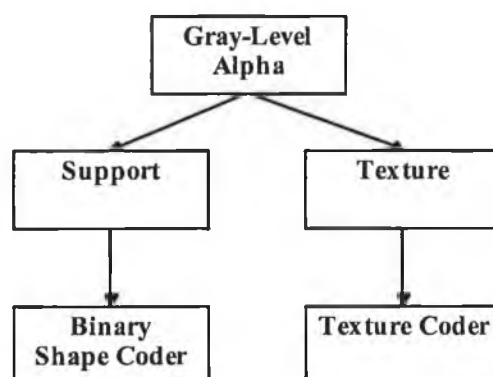 Gray-Level
Alpha
Support
Texture
Binary
Shape Coder
Texture Coder